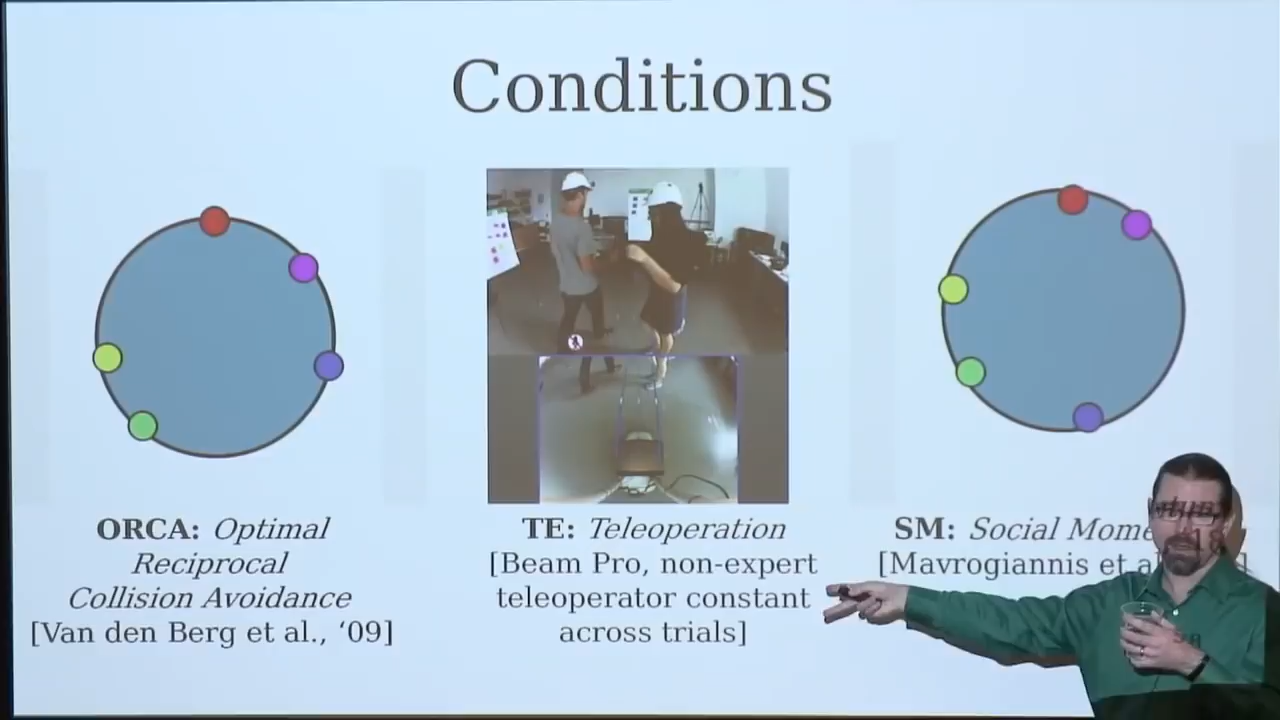 Conditions
ORCA: Optimal
Reciprocal
Collision Avoidance
[Van den Berg et al., ‘09]
TE: Teleoperation
[Beam Pro, non-expert
teleoperator constant
across trials]
SM: Social
[Mavrogiannis et